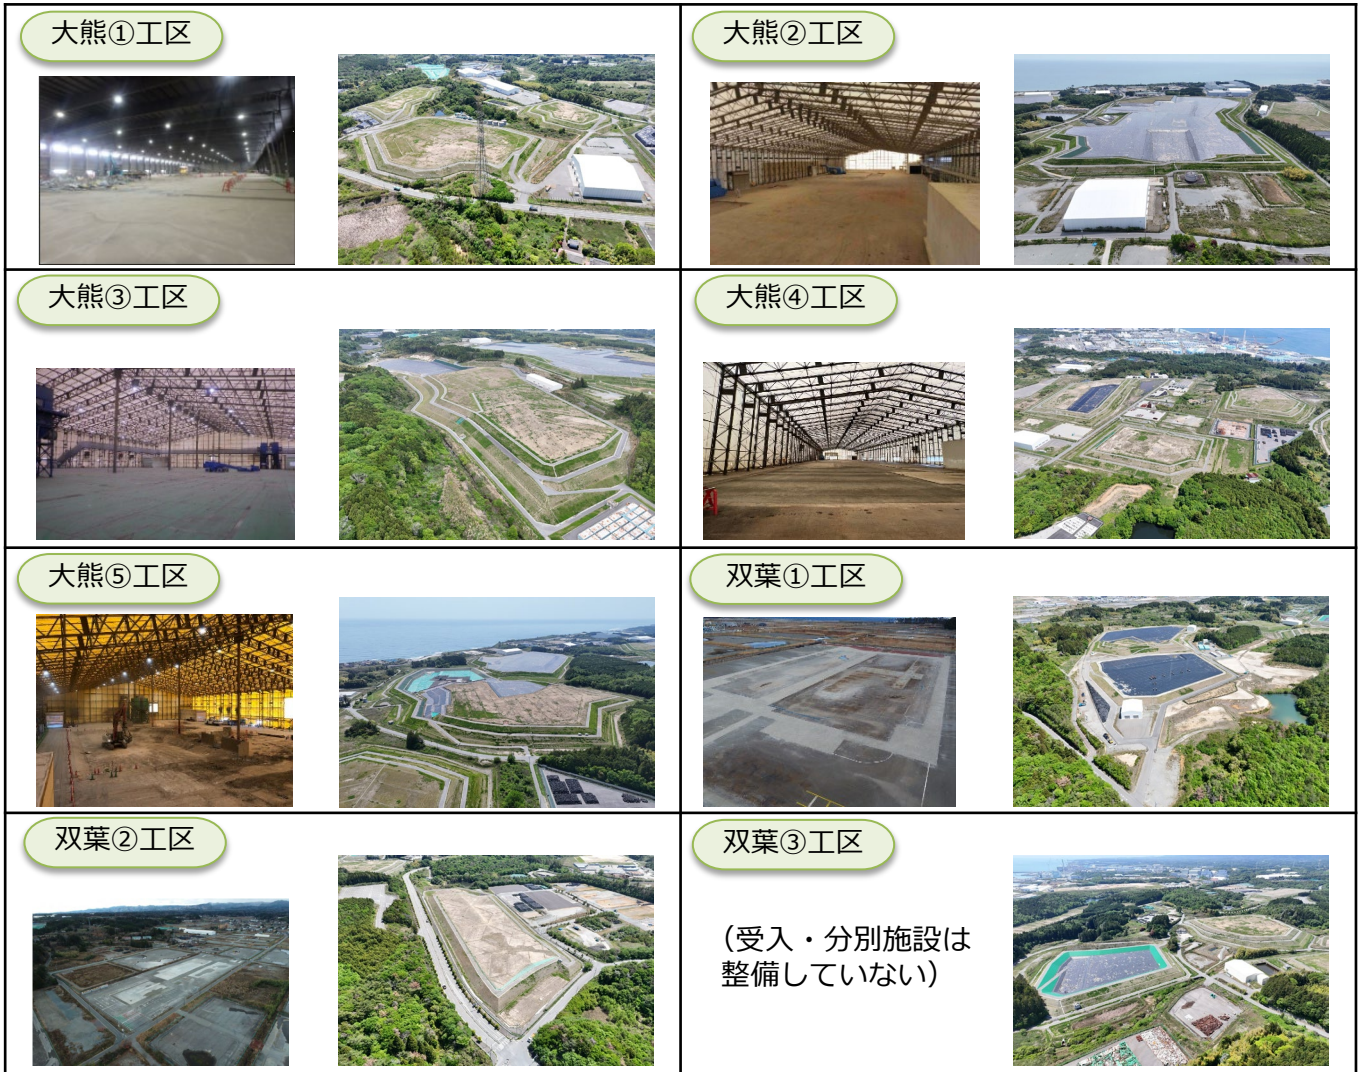 大熊①工区
大熊②工区
大熊③工区
大熊④工区
大熊⑤工区
双葉①工区
双葉②工区
双葉③工区
（受入・分別施設は
整備していない）